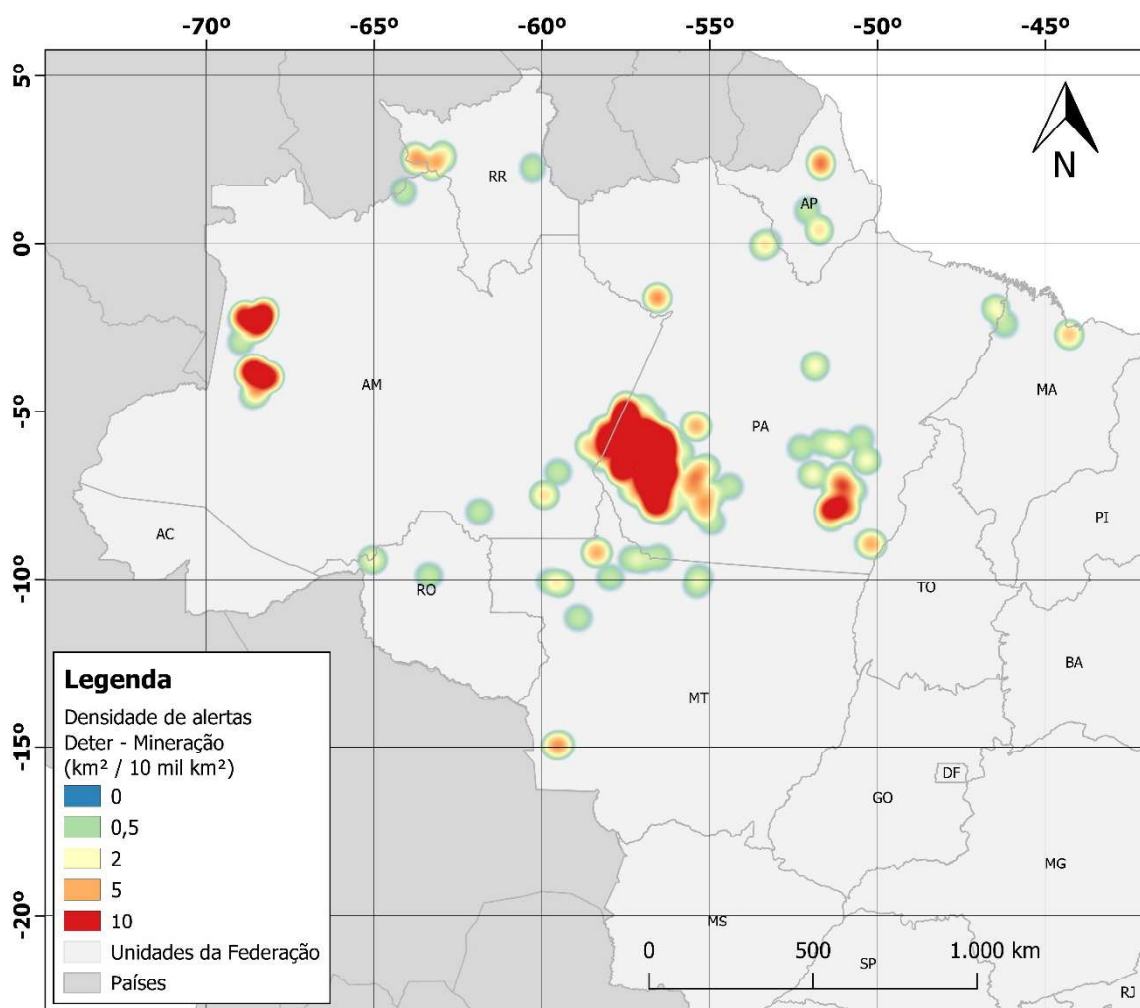 -70º -65º -60º -55º -50º -45º
5º
0º
-5º
-10º
-15º
-20º
N
RR
AP
AM
PA
MA
PI
AC
RO
TO
BA
MT
DF
GO
MG
MS
SP
RJ
Legenda
Densidade de alertas
Deter - Mineração
(km² / 10 mil km²)
0
0,5
2
5
10
Unidades da Federação
Países
0 500 1.000 km